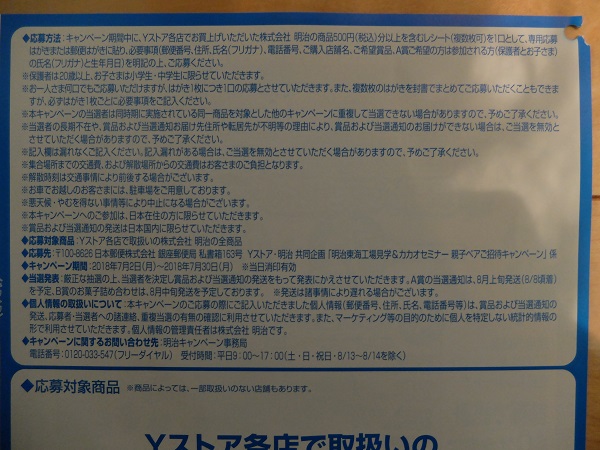 ◆応募方法：キャンペーン期間中に、Yストア各店でお買上げいただいた株式会社 明治の商品500円(税込)分以上を含むレシート(複数枚可)を1口として、専用応募
はがきまたは郵便はがきに貼り、必要事項(郵便番号、住所、氏名(フリガナ)、電話番号、ご購入店舗名、ご希望賞品、A賞ご希望の方は参加される方(保護者とお子さま)
の氏名(フリガナ)と生年月日)を明記の上、ご応募ください。
※保護者は20歳以上、お子さまは小学生・中学生に限らせていただきます。
※お一人さま何口でもご応募いただけますが、はがき1枚につき1口の応募とさせていただきます。また、複数枚のはがきを封書でまとめてご応募いただくこともできま
すが、必ずはがき1枚ごとに必要事項をご記入ください。
※本キャンペーンの当選者は同時期に実施されている同一商品を対象とした他のキャンペーンに重複して当選できない場合がありますので、予めご了承ください。
※当選者の長期不在や、賞品および当選通知お届け先住所や転居先が不明等の理由により、賞品および当選通知のお届けができない場合は、ご当選を無効と
させていただく場合がありますので、予めご了承ください。
※記入欄は漏れなくご記入ください。記入漏れがある場合は、ご当選を無効とさせていただく場合がありますので、予めご了承ください。
※集合場所までの交通費、および解散場所からの交通費はお客さまのご負担となります。
※解散時刻は交通事情により前後する場合がございます。
※お車でお越しのお客さまには、駐車場をご用意しております。
※悪天候・やむを得ない事情等により中止になる場合がございます。
※本キャンペーンへのご参加は、日本在住の方に限らせていただきます。
※賞品および当選通知の発送は日本国内に限らせていただきます。
◆応募対象商品：Yストア各店で取扱いの株式会社 明治の全商品
◆応募先：〒100-8626 日本郵便株式会社 銀座郵便局 私書箱163号 Yストア・明治 共同企画「明治東海工場見学&カカオセミナー 親子ペアご招待キャンペーン」係
◆キャンペーン期間：2018年7月2日(月)〜2018年7月30日(月) ※当日消印有効
◆当選発表：厳正な抽選の上、当選者を決定し賞品および当選通知の発送をもって発表にかえさせていただきます。A賞の当選通知は、8月上旬発送(8/8頃着)
を予定、B賞のお菓子詰め合わせは、8月中旬発送を予定しております。 ※発送は諸事情により遅れる場合がございます。
◆個人情報の取扱いについて：本キャンペーンのご応募の際にご記入いただきました個人情報(郵便番号、住所、氏名、電話番号等)は、賞品および当選通知の発
送、応募者・当選者への諸連絡、重複当選の有無の確認に利用させていただきます。また、マーケティング等の目的のために個人を特定しない統計的情報の
形で利用させていただきます。個人情報の管理責任者は株式会社 明治です。
◆キャンペーンに関するお問い合わせ先：明治キャンペーン事務局
電話番号：0120-033-547(フリーダイヤル) 受付時間：平日9：00〜17：00(土・日・祝日・8/13〜8/14を除く)
◆応募対象商品 ※商品によっては、一部取扱いのない店舗もあります。
Yストア各店で取扱いの